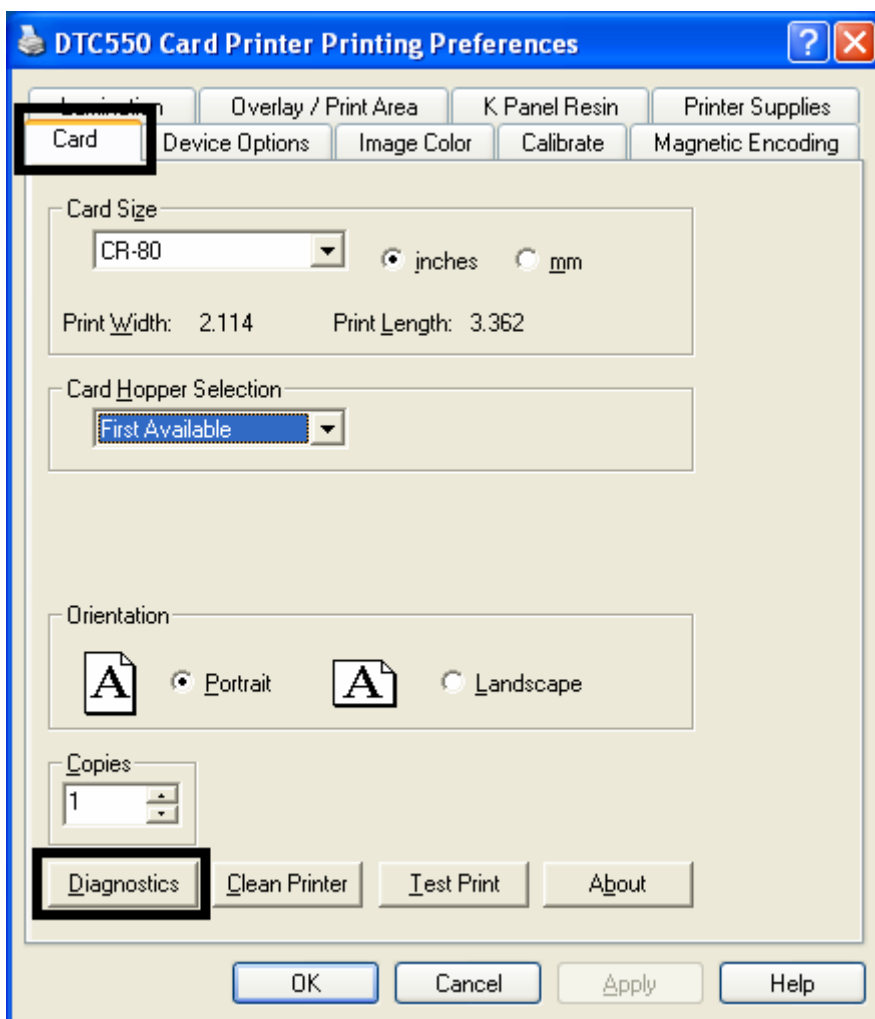 DTC550 Card Printer Printing Preferences
Lamination Overlay / Print Area K Panel Resin Printer Supplies
Card Device Options Image Color Calibrate Magnetic Encoding
Card Size
CR-80 inches mm
Print Width: 2.114 Print Length: 3.362
Card Hopper Selection
First Available
Orientation
A Portrait A Landscape
Copies
1
Diagnostics Clean Printer Test Print About
OK Cancel Apply Help